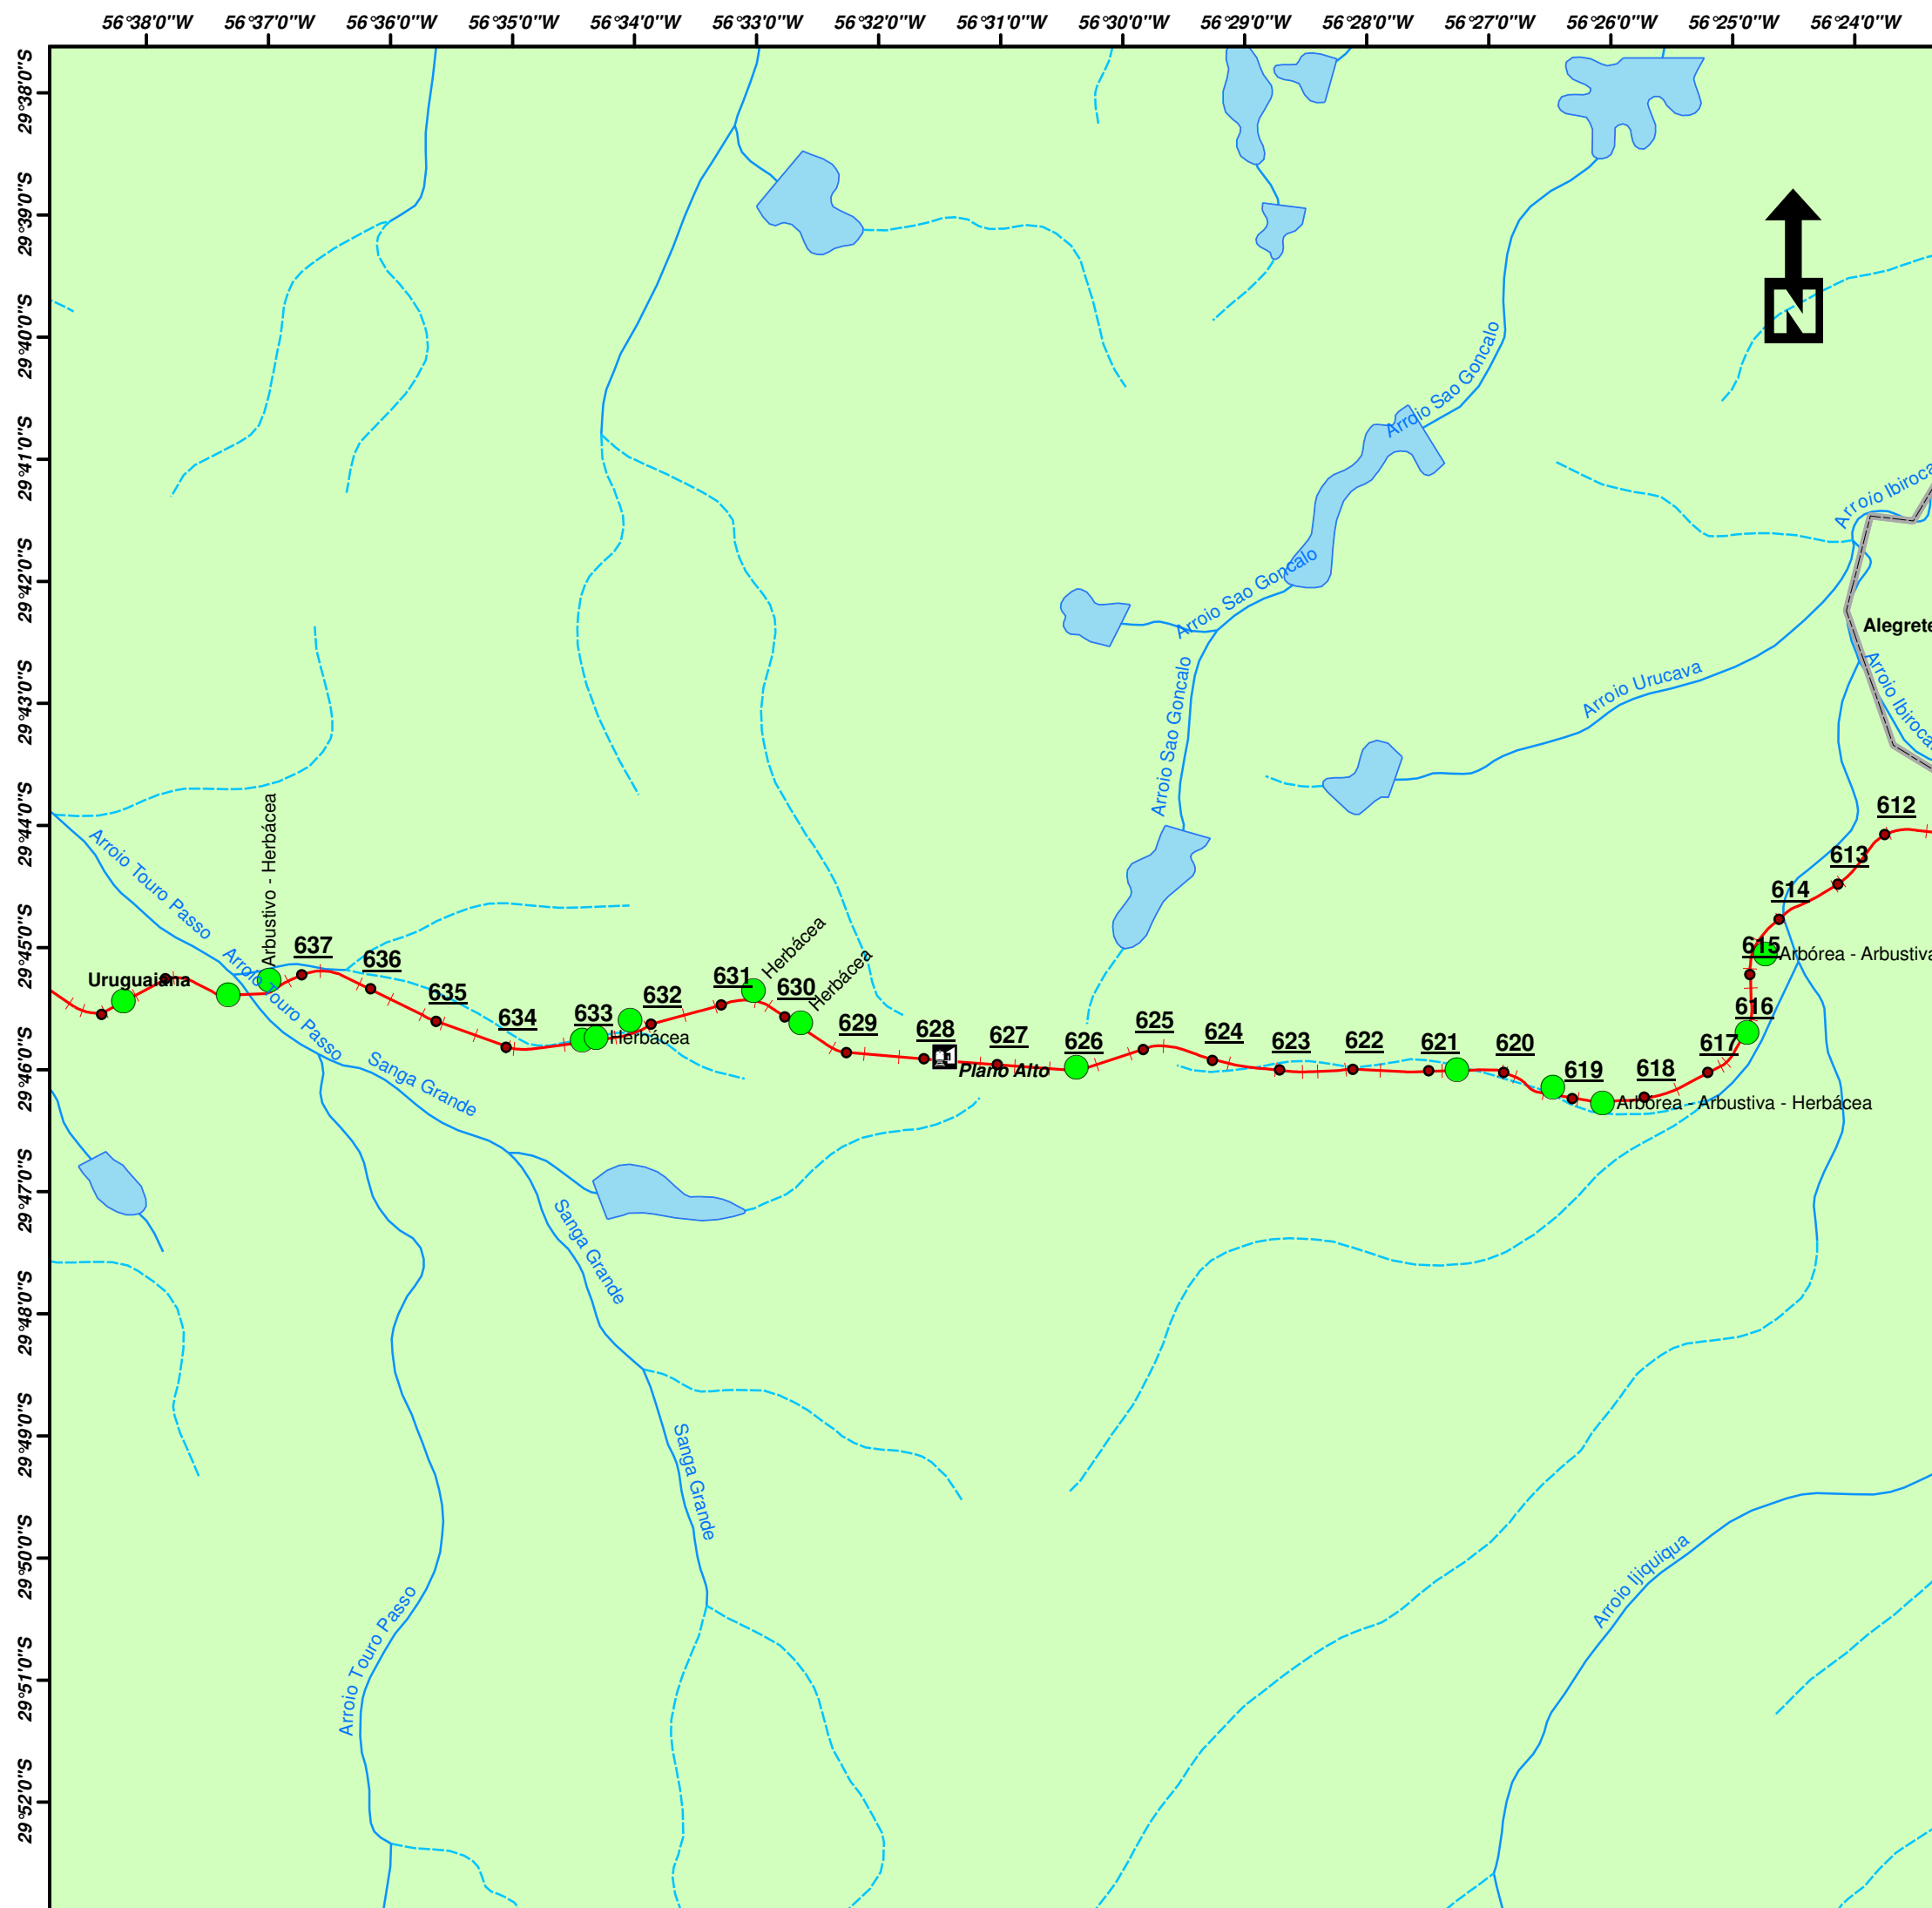 56°38'0"W 56°37'0"W 56°36'0"W 56°35'0"W 56°34'0"W 56°33'0"W 56°32'0"W 56°31'0"W 56°30'0"W 56°29'0"W 56°28'0"W 56°27'0"W 56°26'0"W 56°25'0"W 56°24'0"W
29°38'0"S
29°39'0"S
29°40'0"S
29°41'0"S
29°42'0"S
29°43'0"S
29°44'0"S
29°45'0"S
29°46'0"S
29°47'0"S
29°48'0"S
29°49'0"S
29°50'0"S
29°51'0"S
29°52'0"S
N
Arroio Sao Goncalo
Arroio Ibiroca
Arroio Sao Goncalo
Alegrete
Arroio Sao Goncalo
Arroio Urucava
Arroio Ibiroca
612
613
614
615
Arbórea - Arbustiva
616
617
618
619
Arbórea - Arbustiva - Herbácea
620
621
622
623
624
625
626
627
628
Plano Alto
629
630
Herbácea
631
Herbácea
632
633
Herbácea
634
635
636
637
Arbustivo - Herbácea
Uruguaiana
Arroio Touro Passo
Arroio Touro Passo
Sanga Grande
Sanga Grande
Sanga Grande
Arroio Touro Passo
Arroio Ijiquiqua